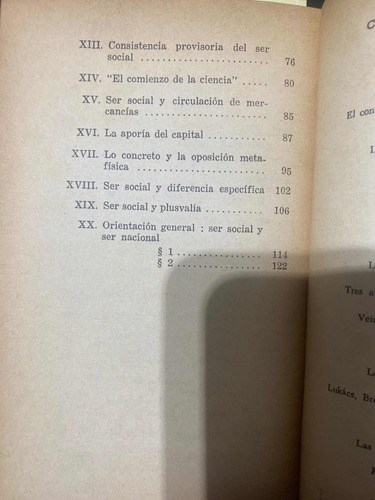 XIII. Consistencia provisoria del ser
social .................. 76
XIV. "El comienzo de la ciencia" ..... 80
XV. Ser social y circulación de mer-
cancías .................. 85
XVI. La aporía del capital ........ 87
XVII. Lo concreto y la oposición meta-
física .................. 95
XVIII. Ser social y diferencia específica 102
XIX. Ser social y plusvalía ........ 106
XX. Orientación general : ser social y
ser nacional
§ 1 .................. 114
§ 2 .................. 122
C
El con
L
L
Tres a
Vei
L
Lukács, Bre
Las